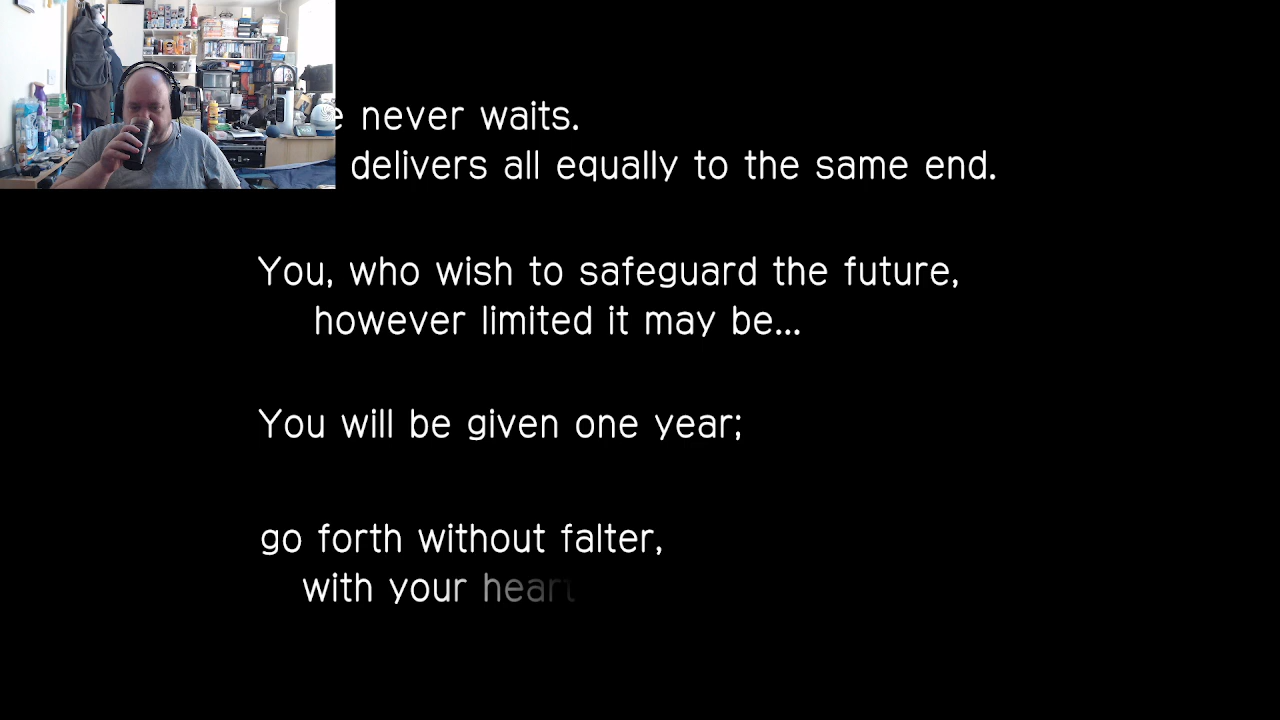 never waits.
delivers all equally to the same end.
You, who wish to safeguard the future,
however limited it may be...
You will be given one year;
go forth without falter,
with your heart